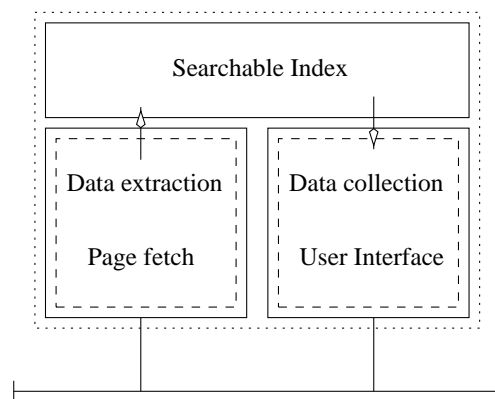 Searchable Index
Data extraction
Page fetch
Data collection
User Interface